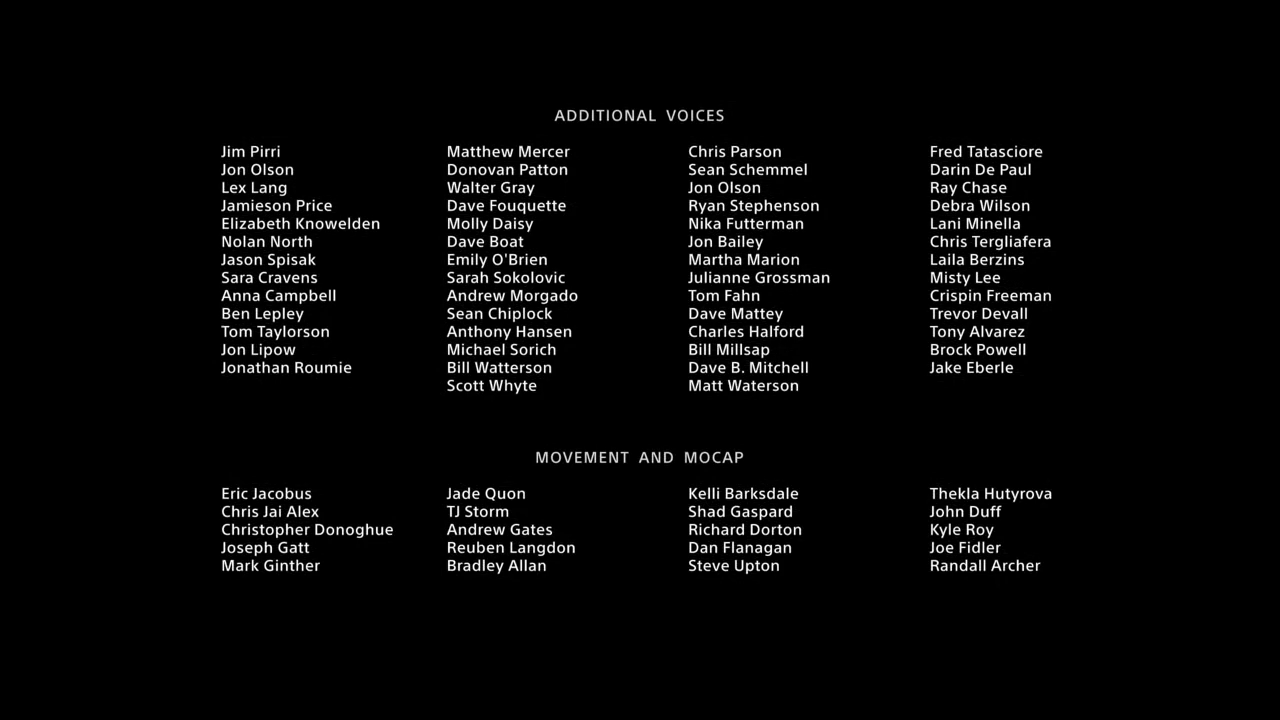 ADDITIONAL VOICES
Jim Pirri
Jon Olson
Lex Lang
Jamieson Price
Elizabeth Knowelden
Nolan North
Jason Spisak
Sara Cravens
Anna Campbell
Ben Lepley
Tom Taylorson
Jon Lipow
Jonathan Roumie
Matthew Mercer
Donovan Patton
Walter Gray
Dave Fouquette
Molly Daisy
Dave Boat
Emily O'Brien
Sarah Sokolovic
Andrew Morgado
Sean Chiplock
Anthony Hansen
Michael Sorich
Bill Watterson
Scott Whyte
Chris Parson
Sean Schemmel
Jon Olson
Ryan Stephenson
Nika Futterman
Jon Bailey
Martha Marion
Julianne Grossman
Tom Fahn
Dave Mattey
Charles Halford
Bill Millsap
Dave B. Mitchell
Matt Waterson
Fred Tatasciore
Darin De Paul
Ray Chase
Debra Wilson
Lani Minella
Chris Tergliafera
Laila Berzins
Misty Lee
Crispin Freeman
Trevor Devall
Tony Alvarez
Brock Powell
Jake Eberle
MOVEMENT AND MOCAP
Eric Jacobus
Chris Jai Alex
Christopher Donoghue
Joseph Gatt
Mark Ginther
Jade Quon
TJ Storm
Andrew Gates
Reuben Langdon
Bradley Allan
Kelli Barksdale
Shad Gaspard
Richard Dorton
Dan Flanagan
Steve Upton
Thekla Hutyrova
John Duff
Kyle Roy
Joe Fidler
Randall Archer